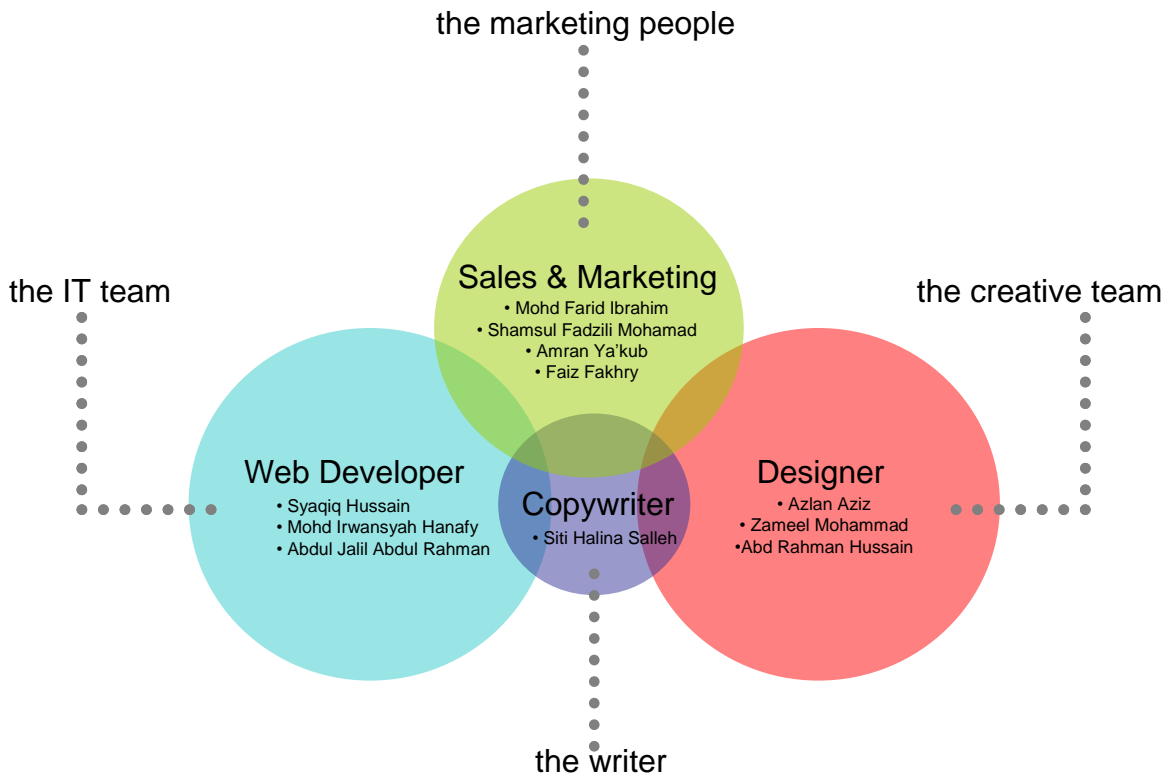 the marketing people
the IT team
the creative team
Sales & Marketing
• Mohd Farid Ibrahim
• Shamsul Fadzili Mohamad
• Amran Ya’kub
• Faiz Fakhry
Web Developer
• Syaqiq Hussain
• Mohd Irwansyah Hanafy
• Abdul Jalil Abdul Rahman
Copywriter
• Siti Halina Salleh
Designer
• Azlan Aziz
• Zameel Mohammad
•Abd Rahman Hussain
the writer